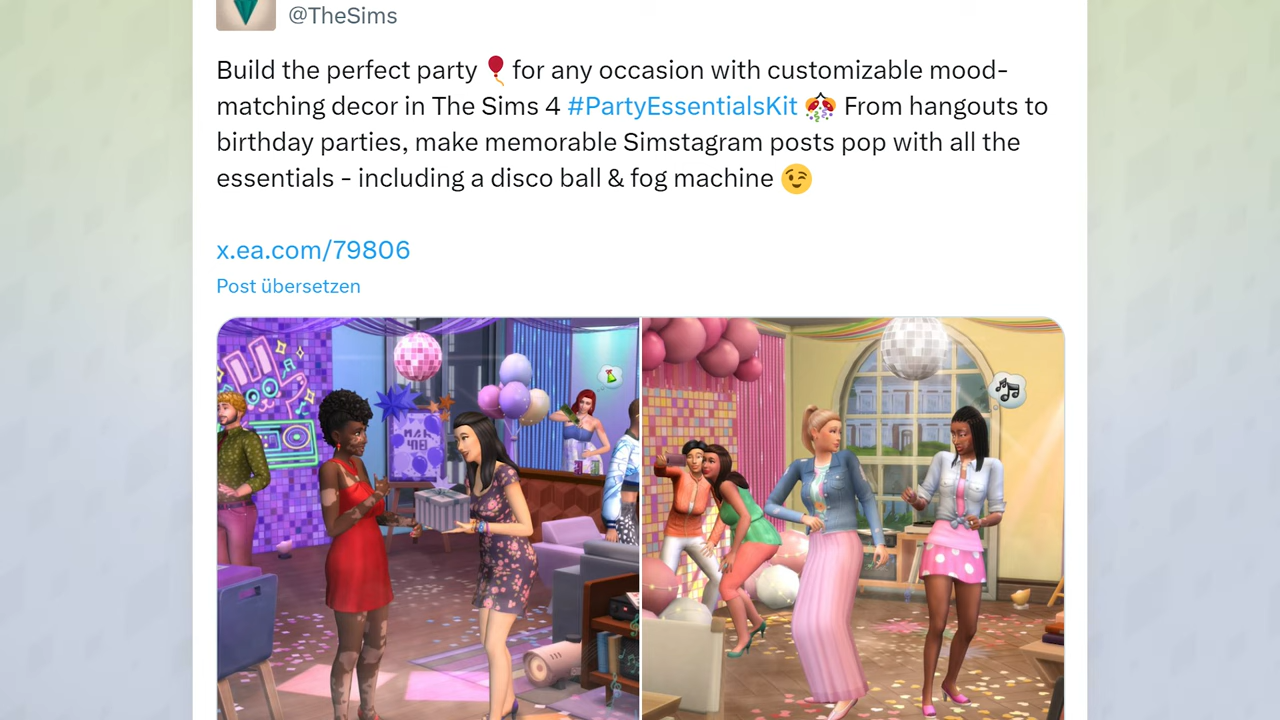 @TheSims
Build the perfect party 🎈for any occasion with customizable mood-
matching decor in The Sims 4 #PartyEssentialsKit 🎊 From hangouts to
birthday parties, make memorable Simstagram posts pop with all the
essentials - including a disco ball & fog machine 😉
x.ea.com/79806
Post übersetzen